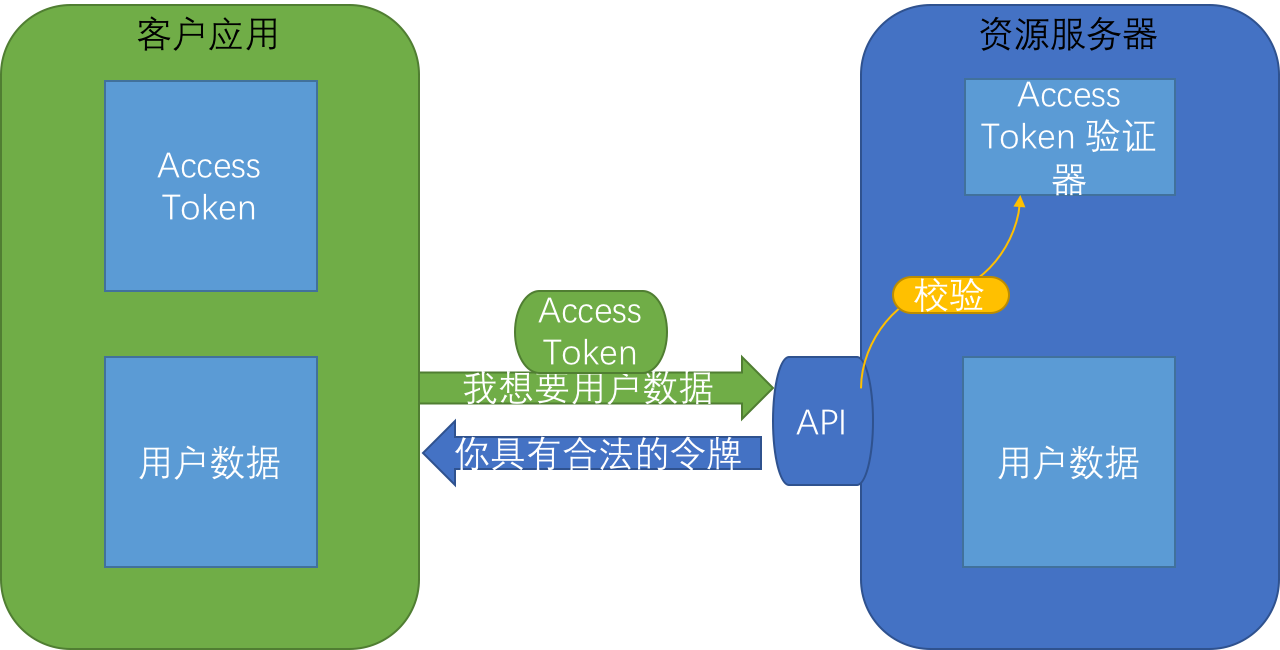 客户应用
Access
Token
用户数据
Access
Token
我想要用户数据
你具有合法的令牌
API
资源服务器
Access
Token 验证
器
校验
用户数据